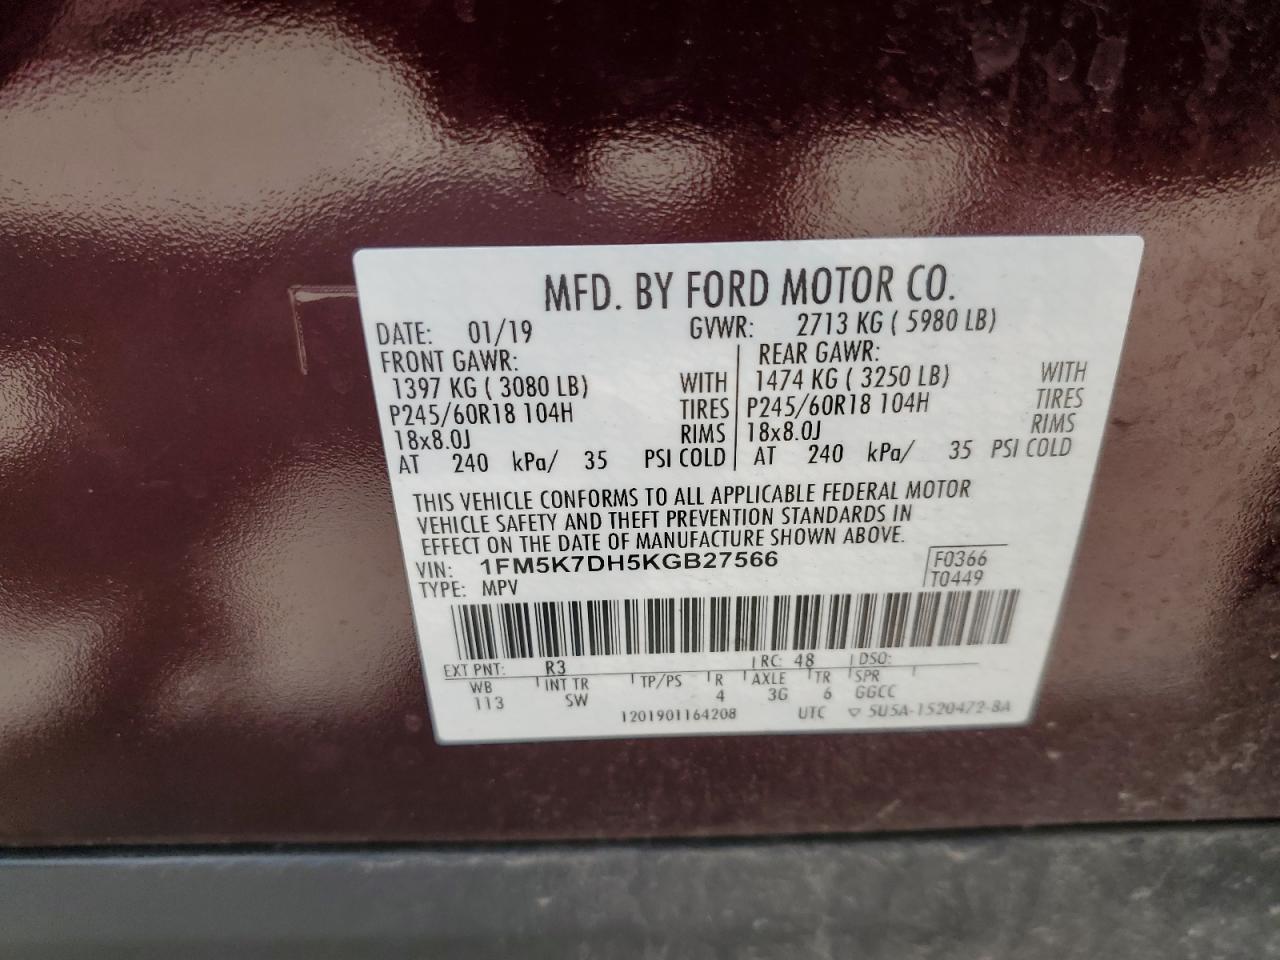 MFD. BY FORD MOTOR CO.
DATE: 01/19 GVWR: 2713 KG ( 5980 LB)
FRONT GAWR: REAR GAWR:
1397 KG ( 3080 LB) WITH 1474 KG ( 3250 LB) WITH
P245/60R18 104H TIRES P245/60R18 104H TIRES
18x8.0J RIMS 18x8.0J RIMS
AT 240 kPa/ 35 PSI COLD AT 240 kPa/ 35 PSI COLD
THIS VEHICLE CONFORMS TO ALL APPLICABLE FEDERAL MOTOR
VEHICLE SAFETY AND THEFT PREVENTION STANDARDS IN
EFFECT ON THE DATE OF MANUFACTURE SHOWN ABOVE.
VIN: 1FM5K7DH5KGB27566 F0366
TYPE: MPV T0449
EXT PNT: R3 RC: 48 DSO:
WB INT TR TP/PS R AXLE TR SPR
113 SW 4 3G 6 GGCC
1201901164208 UTC ▽ 5U5A-1520472-BA